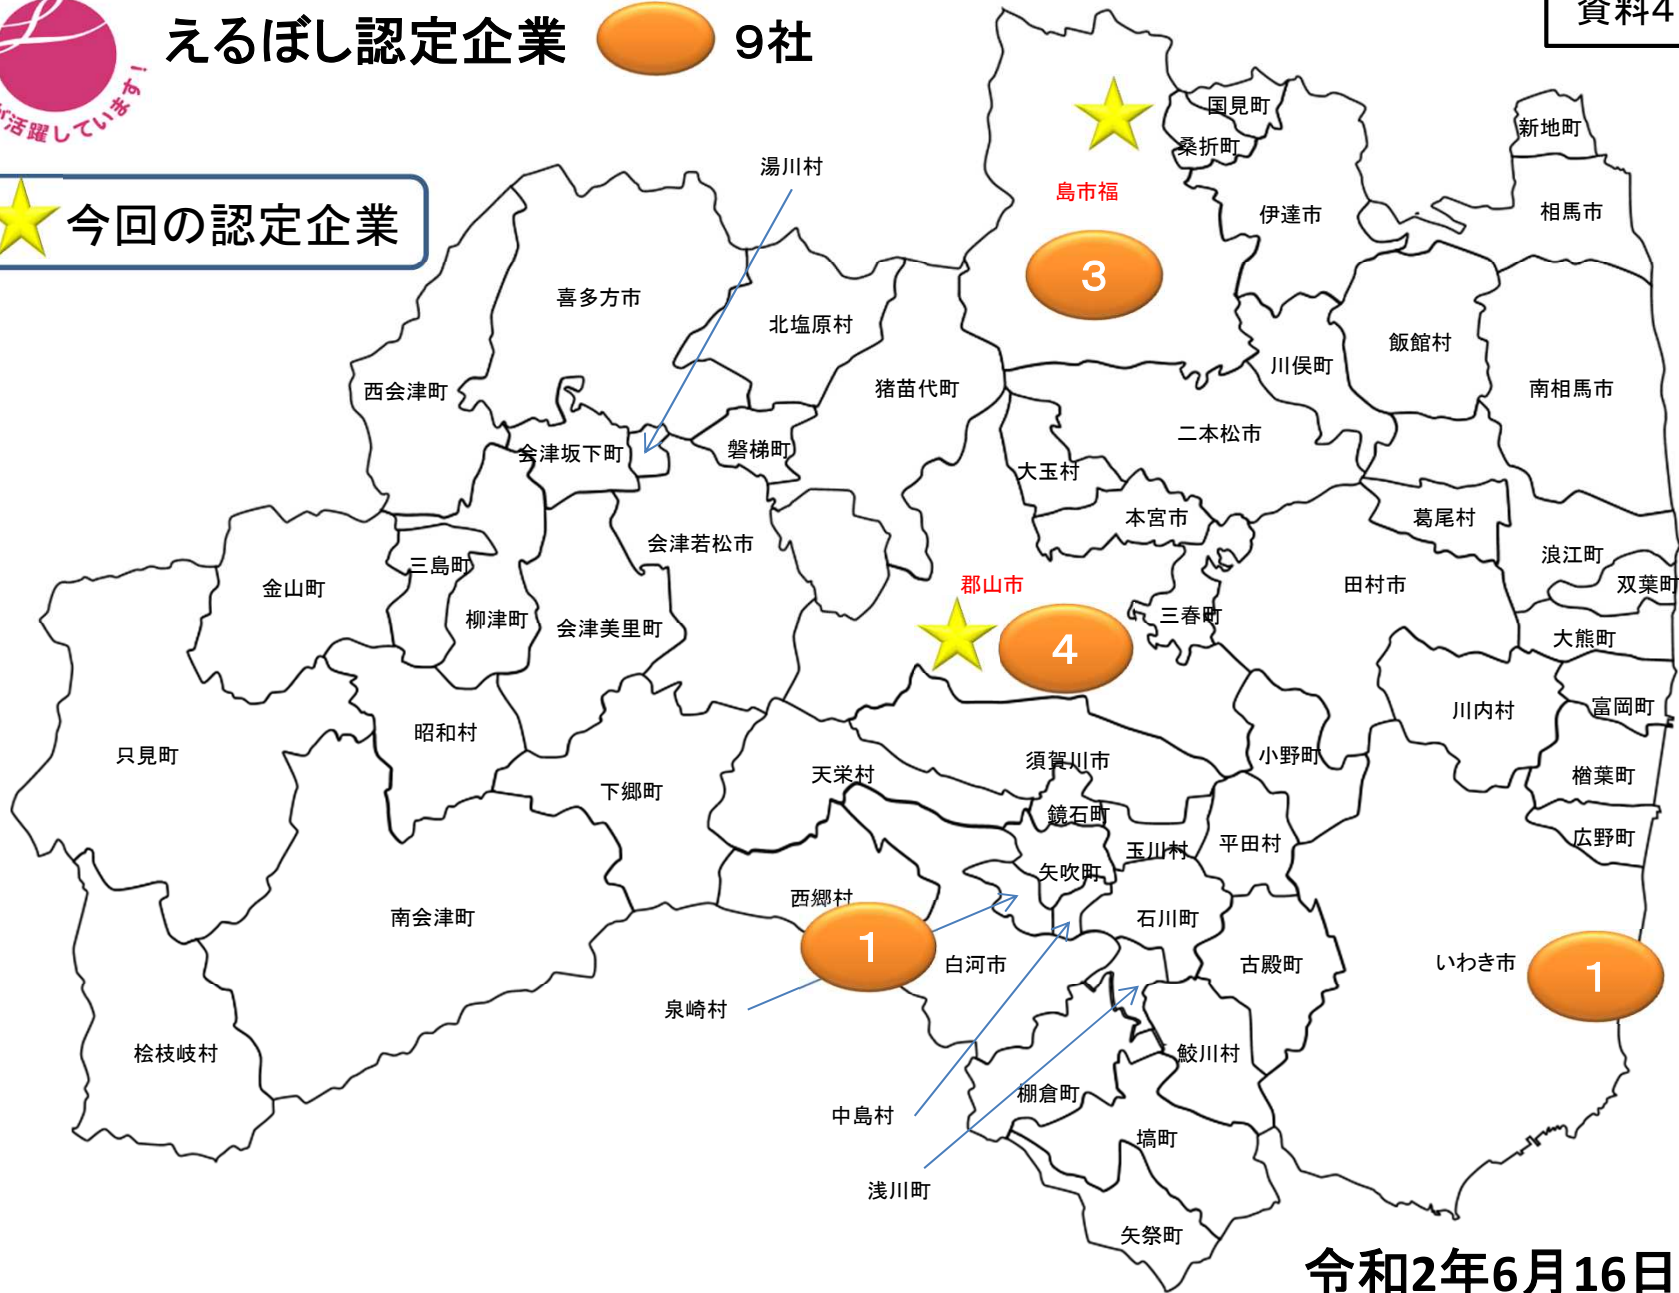 えるぼし認定企業 9社
資料4
が活躍しています!
今回の認定企業
湯川村
国見町
桑折町
新地町
島市福
伊達市
相馬市
3
喜多方市
北塩原村
川俣町
飯館村
西会津町
猪苗代町
南相馬市
会津坂下町
磐梯町
二本松市
大玉村
本宮市
葛尾村
会津若松市
浪江町
双葉町
金山町
三島町
郡山市
田村市
柳津町
会津美里町
4
三春町
大熊町
只見町
昭和村
川内村
富岡町
下郷町
天栄村
須賀川市
小野町
楢葉町
鏡石町
玉川村
平田村
広野町
南会津町
西郷村
矢吹町
石川町
1
白河市
古殿町
いわき市
1
泉崎村
桧枝岐村
鮫川村
中島村
棚倉町
塙町
浅川町
矢祭町
令和2年6月16日